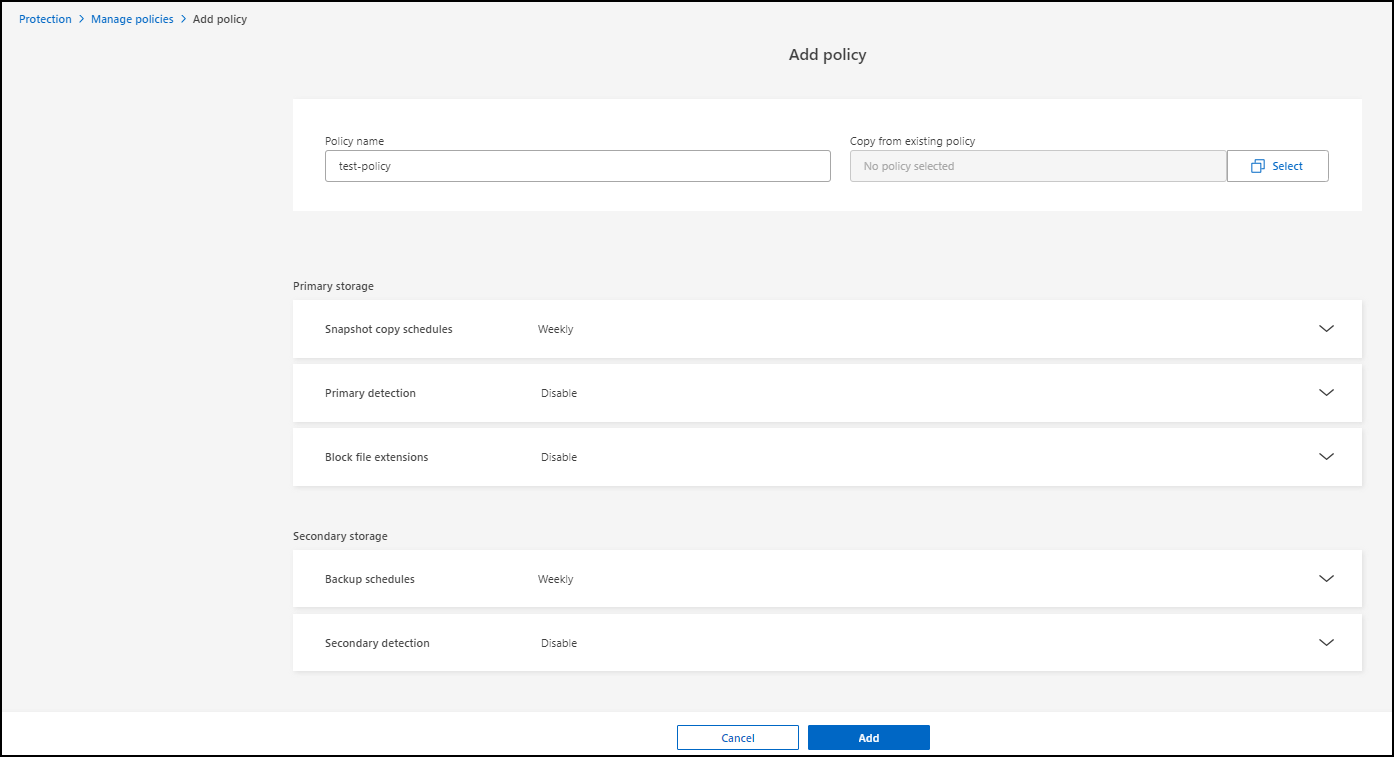 Protection > Manage policies > Add policy
Add policy
Policy name
Copy from existing policy
test-policy
No policy selected
Select
Primary storage
Snapshot copy schedules Weekly
Primary detection Disable
Block file extensions Disable
Secondary storage
Backup schedules Weekly
Secondary detection Disable
Cancel
Add